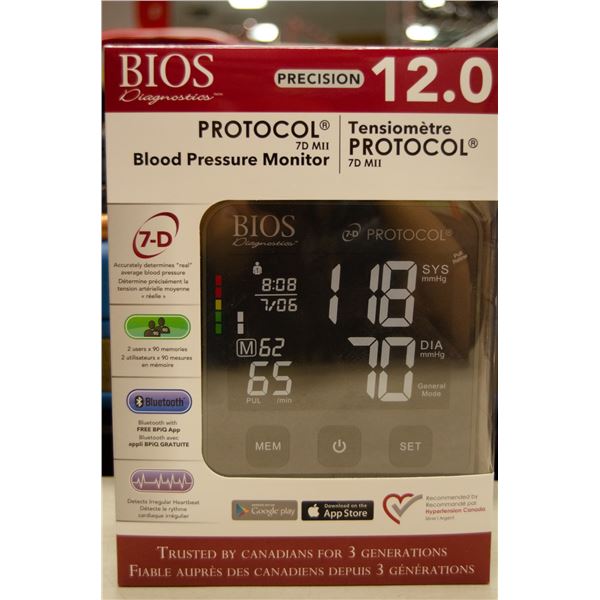 BIOS
Diagnostics™
PRECISION 12.0
PROTOCOL®
7D MII
Blood Pressure Monitor
Tensiomètre
PROTOCOL®
7D MII
7-D
Accurately determines "real"
average blood pressure
Détermine précisément la
tension artérielle moyenne
« réelle »
2 users x 90 memories
2 utilisateurs x 90 mesures
en mémoire
Bluetooth®
Bluetooth with
FREE BPiQ App
Bluetooth avec
appli BPiQ GRATUITE
Detects Irregular Heartbeat
Détecte le rythme
cardiaque irrégulier
BIOS
Diagnostics™
7-D PROTOCOL®
8:08
7/06
118
SYS
mmHg
M 62
65
PUL /min
70
DIA
mmHg
General
Mode
MEM
SET
Google play
Download on the
App Store
Recommended by
Recommandé par
Hypertension Canada
TRUSTED BY CANADIANS FOR 3 GENERATIONS
FIABLE AUPRÈS DES CANADIENS DEPUIS 3 GÉNÉRATIONS